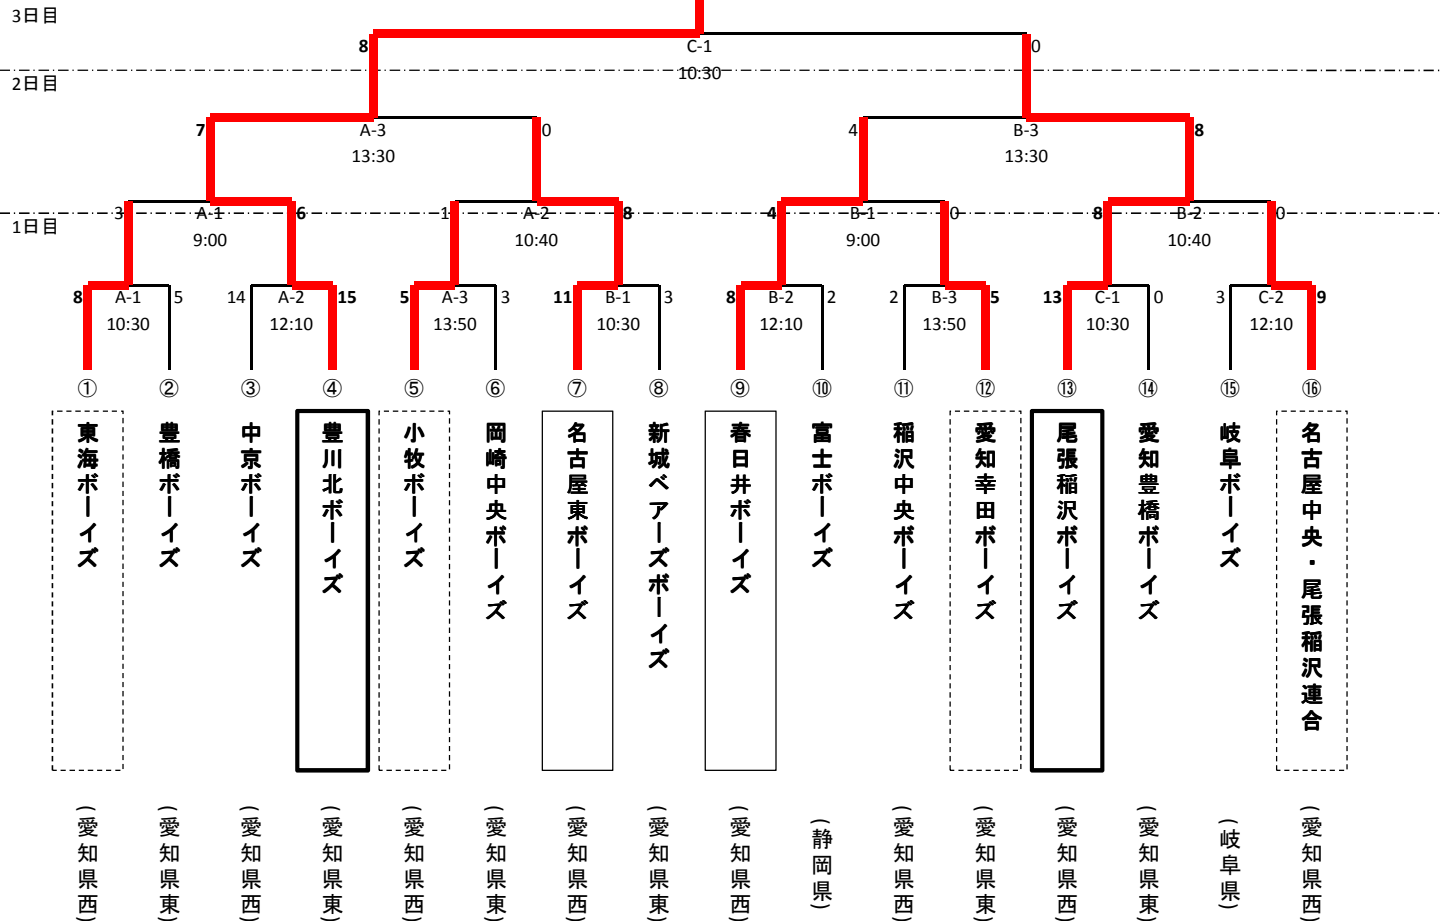 3日目
8 C-1 0
10:30
2日目
7 A-3 0 4 B-3 8
13:30 13:30
3 A-1 6 1 A-2 8 4 B-1 0 8 B-2 0
1日目
9:00 10:40 9:00 10:40
8 A-1 5 14 A-2 15 5 A-3 3 11 B-1 3 8 B-2 2 2 B-3 5 13 C-1 0 3 C-2 9
10:30 12:10 13:50 10:30 12:10 13:50 10:30 12:10
① ② ③ ④ ⑤ ⑥ ⑦ ⑧ ⑨ ⑩ ⑪ ⑫ ⑬ ⑭ ⑮ ⑯
東海ボーイズ
豊橋ボーイズ
中京ボーイズ
豊川北ボーイズ
小牧ボーイズ
岡崎中央ボーイズ
名古屋東ボーイズ
新城ベアーズボーイズ
春日井ボーイズ
富士ボーイズ
稲沢中央ボーイズ
愛知幸田ボーイズ
尾張稲沢ボーイズ
愛知豊橋ボーイズ
岐阜ボーイズ
名古屋中央・尾張稲沢連合
(愛知県西)
(愛知県東)
(愛知県西)
(愛知県東)
(愛知県西)
(愛知県東)
(愛知県西)
(愛知県東)
(愛知県西)
(静岡県)
(愛知県西)
(愛知県東)
(愛知県西)
(愛知県東)
(岐阜県)
(愛知県西)